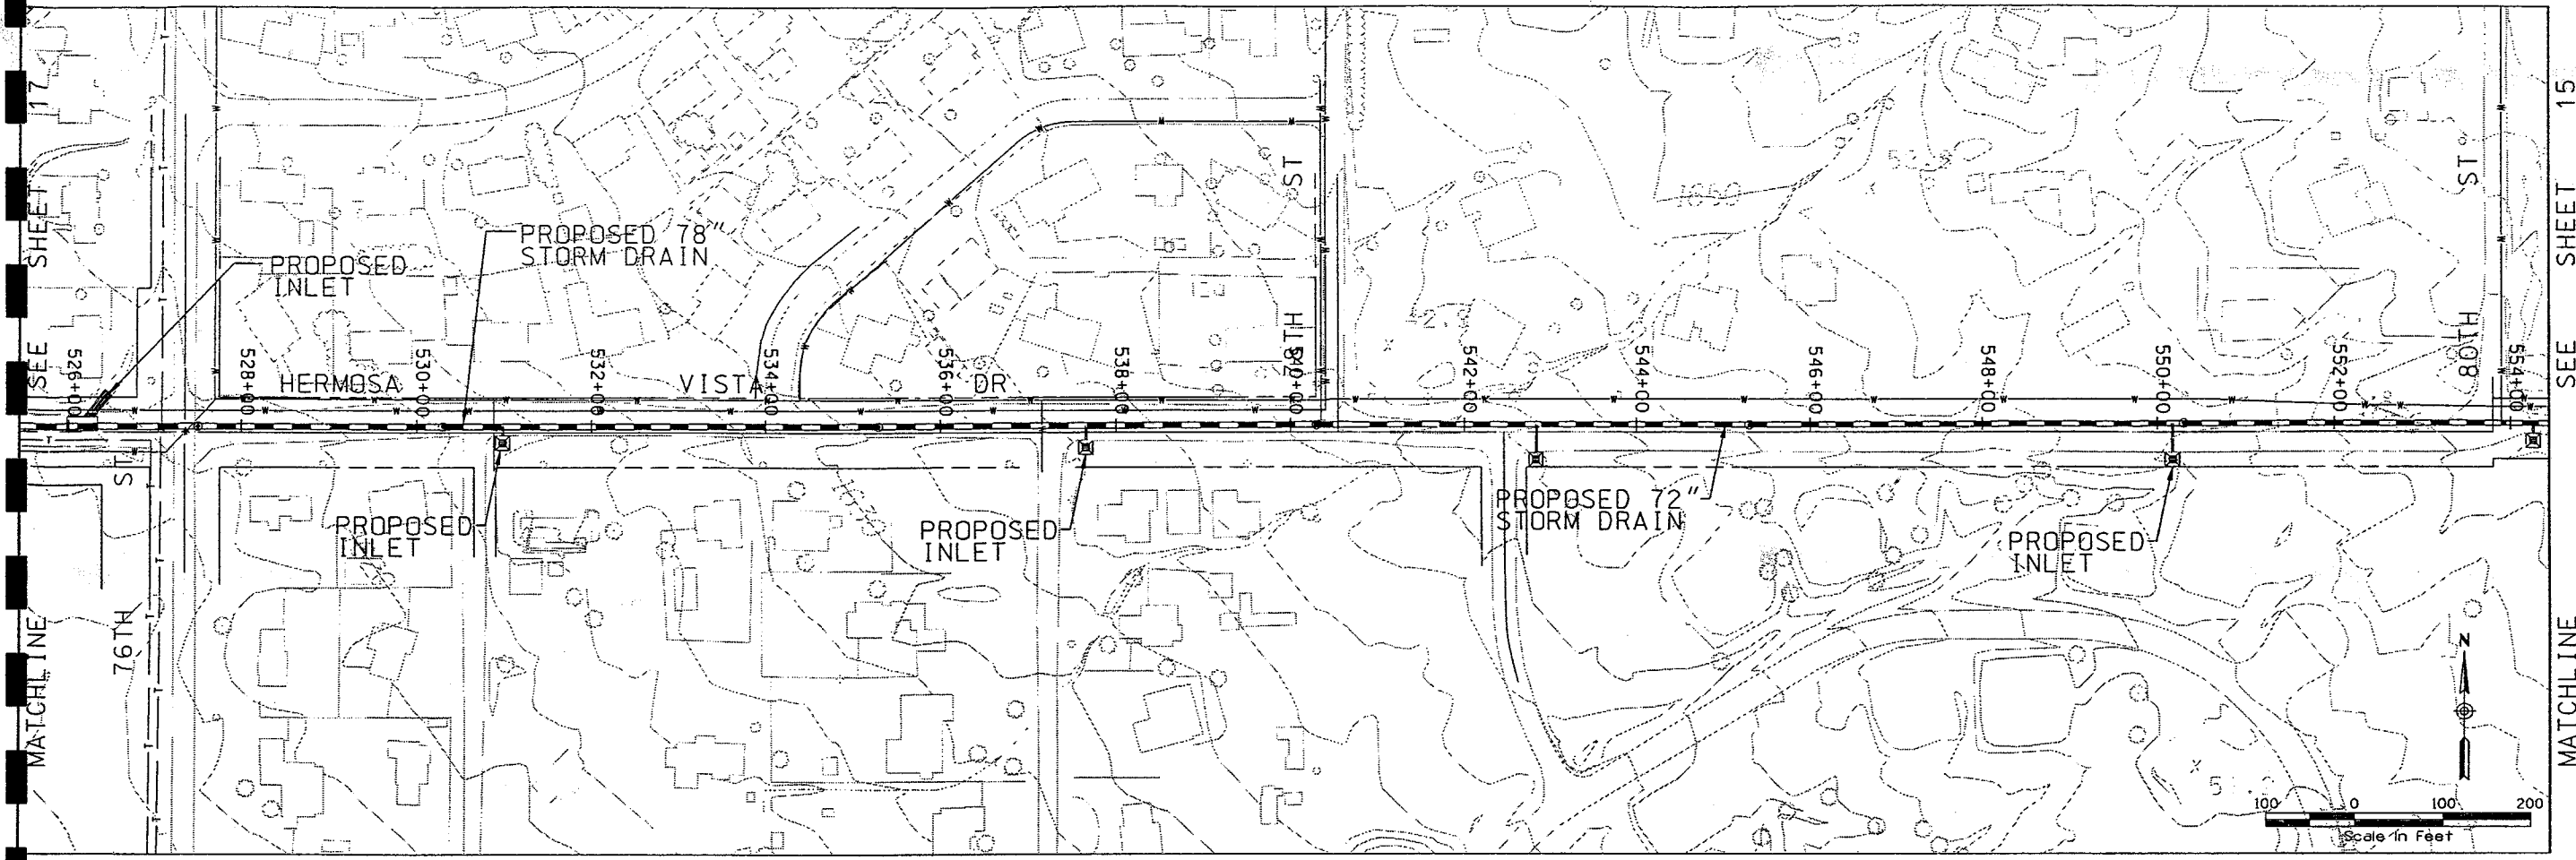 SEE SHEET 17
MATCHLINE
PROPOSED
INLET
PROPOSED 78"
STORM DRAIN
HERMOSA VISTA DR
526+00
528+00
530+00
532+00
534+00
536+00
538+00
540+00
542+00
544+00
546+00
548+00
550+00
552+00
554+00
76TH ST
78TH ST
80TH ST
PROPOSED
INLET
PROPOSED
INLET
PROPOSED 72"
STORM DRAIN
PROPOSED
INLET
1650
N
100 0 100 200
Scale in Feet
SEE SHEET 15
MATCHLINE